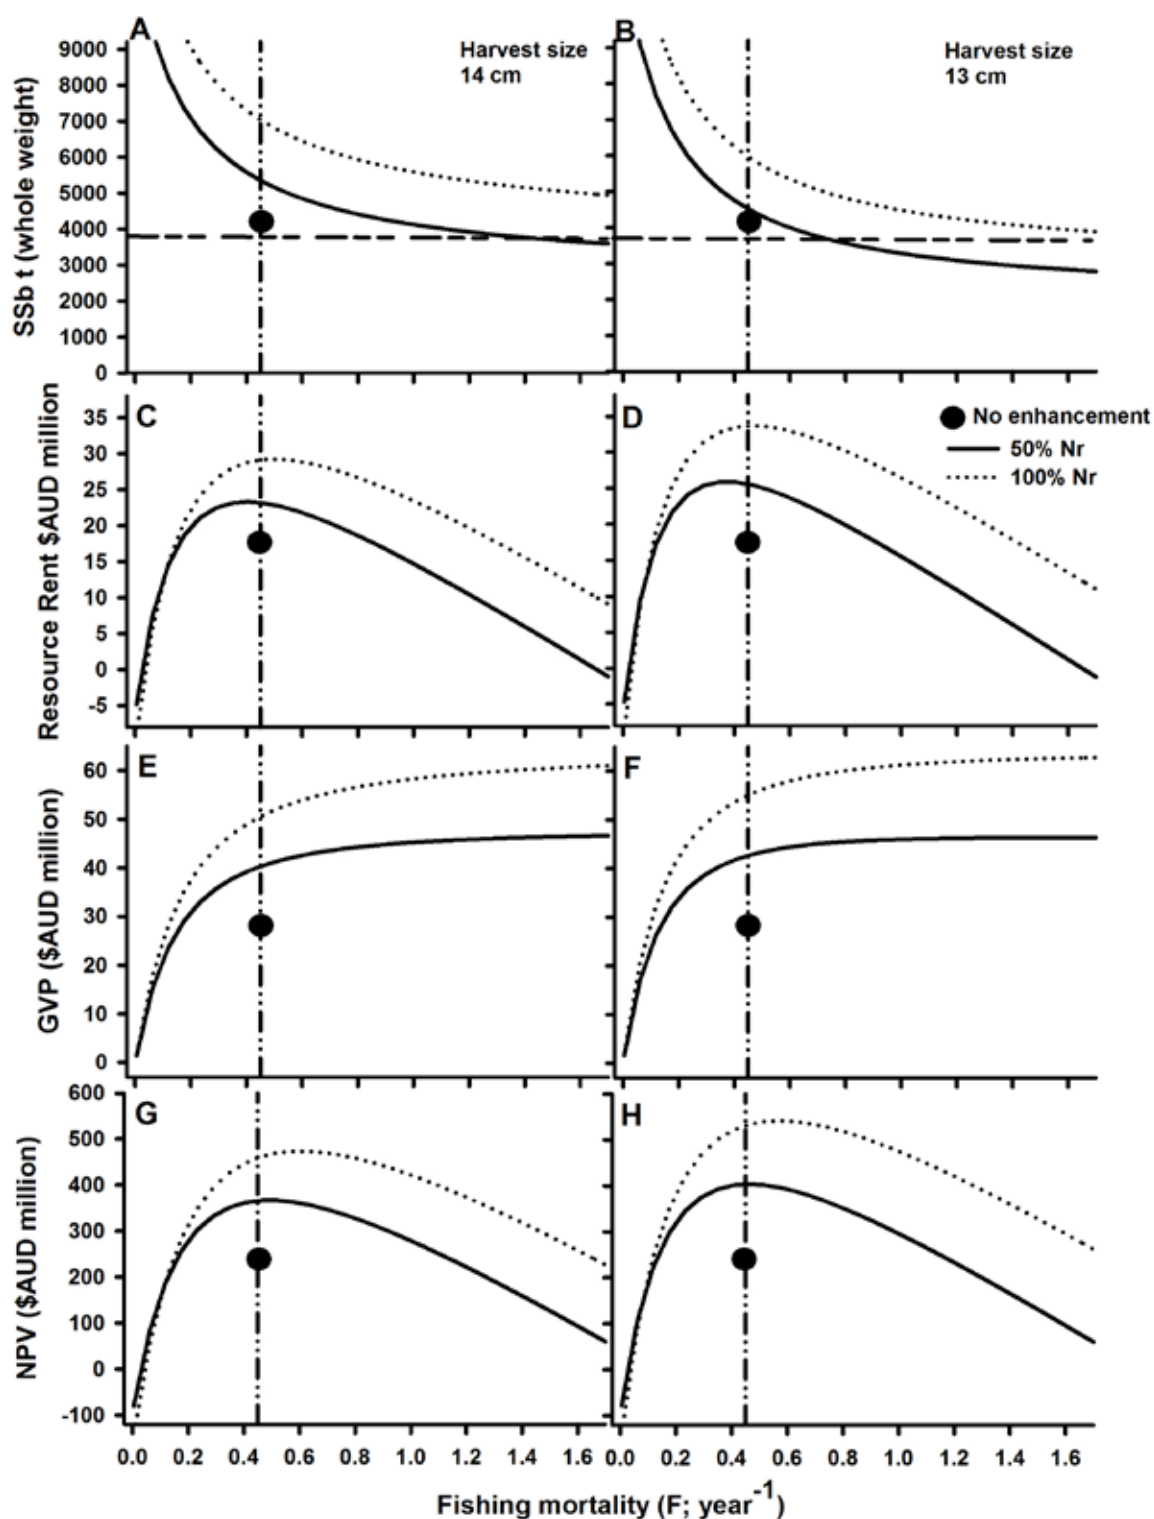 A
Harvest size
14 cm
B
Harvest size
13 cm
SSb t (whole weight)
9000
8000
7000
6000
5000
4000
3000
2000
1000
0
C
D
No enhancement
50% Nr
100% Nr
Resource Rent $AUD million
35
30
25
20
15
10
5
0
-5
E
F
GVP ($AUD million)
60
50
40
30
20
10
0
G
H
NPV ($AUD million)
600
500
400
300
200
100
0
-100
0.0 0.2 0.4 0.6 0.8 1.0 1.2 1.4 1.6
0.0 0.2 0.4 0.6 0.8 1.0 1.2 1.4 1.6
Fishing mortality (F; year⁻¹)